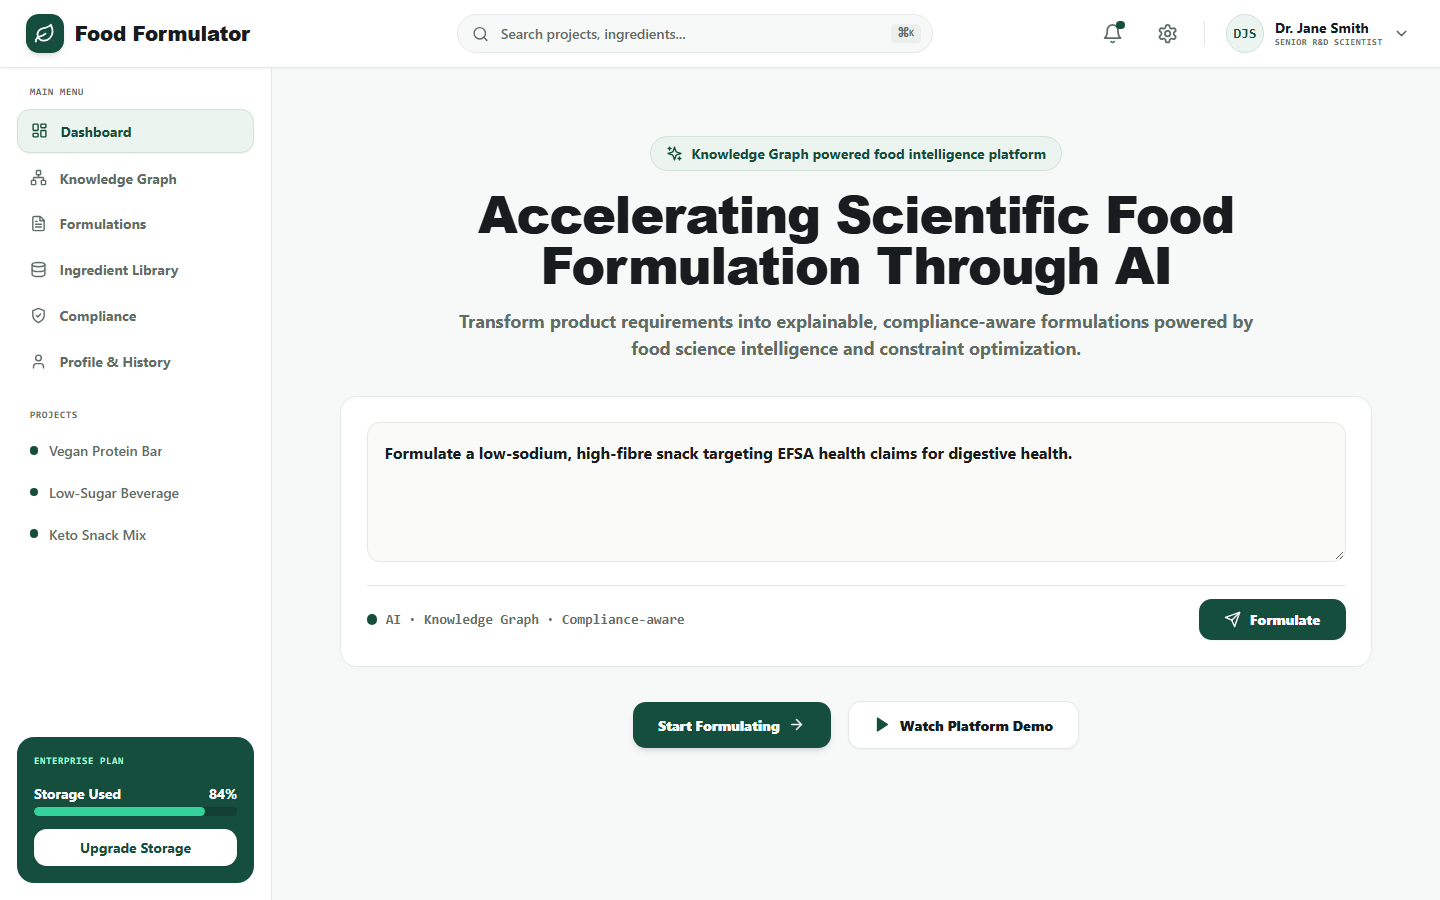 Food Formulator
Search projects, ingredients...
⌘K
DJS
Dr. Jane Smith
SENIOR R&D SCIENTIST
MAIN MENU
Dashboard
Knowledge Graph
Formulations
Ingredient Library
Compliance
Profile & History
PROJECTS
Vegan Protein Bar
Low-Sugar Beverage
Keto Snack Mix
ENTERPRISE PLAN
Storage Used 84%
Upgrade Storage
Knowledge Graph powered food intelligence platform
Accelerating Scientific Food
Formulation Through AI
Transform product requirements into explainable, compliance-aware formulations powered by
food science intelligence and constraint optimization.
Formulate a low-sodium, high-fibre snack targeting EFSA health claims for digestive health.
AI · Knowledge Graph · Compliance-aware
Formulate
Start Formulating →
Watch Platform Demo